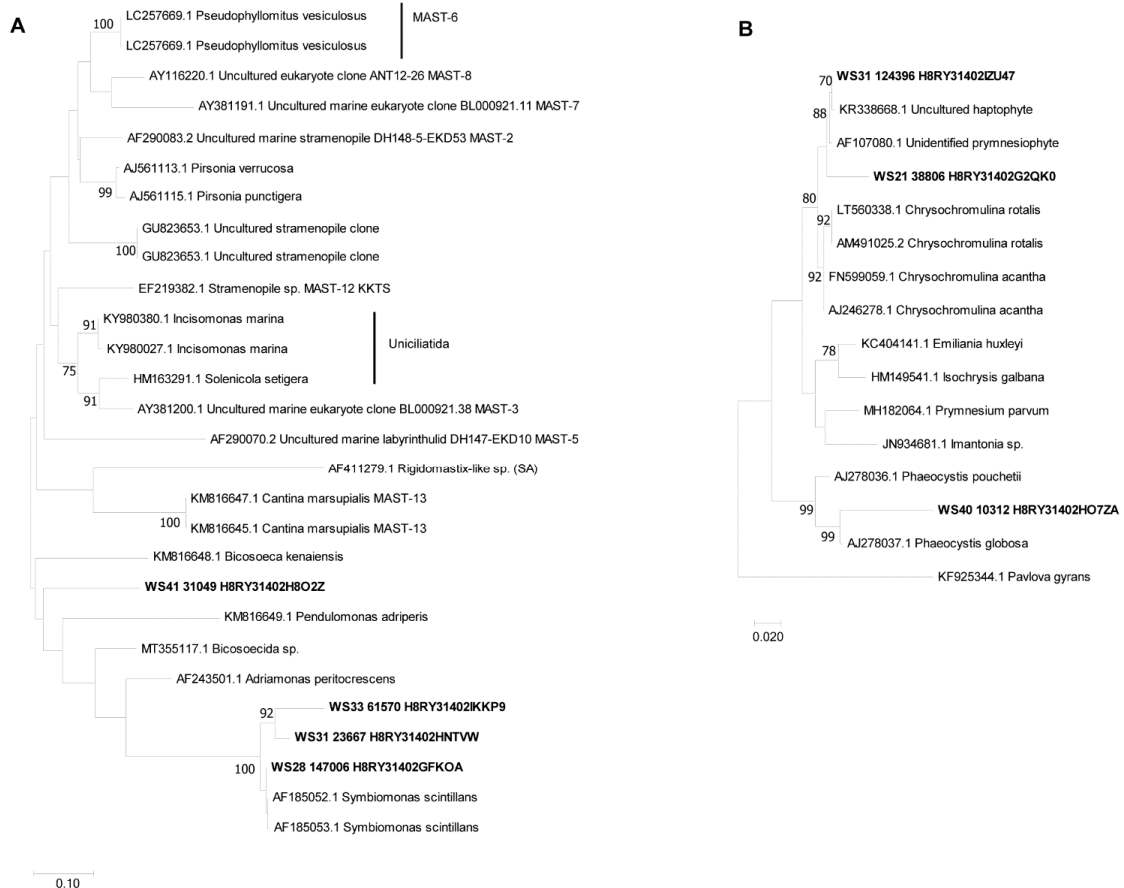 A
100
LC257669.1 Pseudophyllomitus vesiculosus
MAST-6
LC257669.1 Pseudophyllomitus vesiculosus
AY116220.1 Uncultured eukaryote clone ANT12-26 MAST-8
AY381191.1 Uncultured marine eukaryote clone BL000921.11 MAST-7
AF290083.2 Uncultured marine stramenopile DH148-5-EKD53 MAST-2
AJ561113.1 Pirsonia verrucosa
99
AJ561115.1 Pirsonia punctigera
GU823653.1 Uncultured stramenopile clone
100
GU823653.1 Uncultured stramenopile clone
EF219382.1 Stramenopile sp. MAST-12 KKTS
91
KY980380.1 Incisomonas marina
Uniciliatida
KY980027.1 Incisomonas marina
75
HM163291.1 Solenicola setigera
91
AY381200.1 Uncultured marine eukaryote clone BL000921.38 MAST-3
AF290070.2 Uncultured marine labyrinthulid DH147-EKD10 MAST-5
AF411279.1 Rigidomastix-like sp. (SA)
KM816647.1 Cantina marsupialis MAST-13
100
KM816645.1 Cantina marsupialis MAST-13
KM816648.1 Bicosoeca kenaiensis
WS41 31049 H8RY31402H8O2Z
KM816649.1 Pendulomonas adriperis
MT355117.1 Bicosoecida sp.
AF243501.1 Adriamonas peritocrescens
92
WS33 61570 H8RY31402IKKP9
WS31 23667 H8RY31402HNTVW
100
WS28 147006 H8RY31402GFKOA
AF185052.1 Symbiomonas scintillans
AF185053.1 Symbiomonas scintillans
0.10
B
70
WS31 124396 H8RY31402IZU47
88
KR338668.1 Uncultured haptophyte
AF107080.1 Unidentified prymnesiophyte
WS21 38806 H8RY31402G2QK0
80
LT560338.1 Chrysochromulina rotalis
92
AM491025.2 Chrysochromulina rotalis
92
FN599059.1 Chrysochromulina acantha
AJ246278.1 Chrysochromulina acantha
78
KC404141.1 Emiliania huxleyi
HM149541.1 Isochrysis galbana
MH182064.1 Prymnesium parvum
JN934681.1 Imantonia sp.
AJ278036.1 Phaeocystis pouchetii
99
WS40 10312 H8RY31402HO7ZA
99
AJ278037.1 Phaeocystis globosa
KF925344.1 Pavlova gyrans
0.020